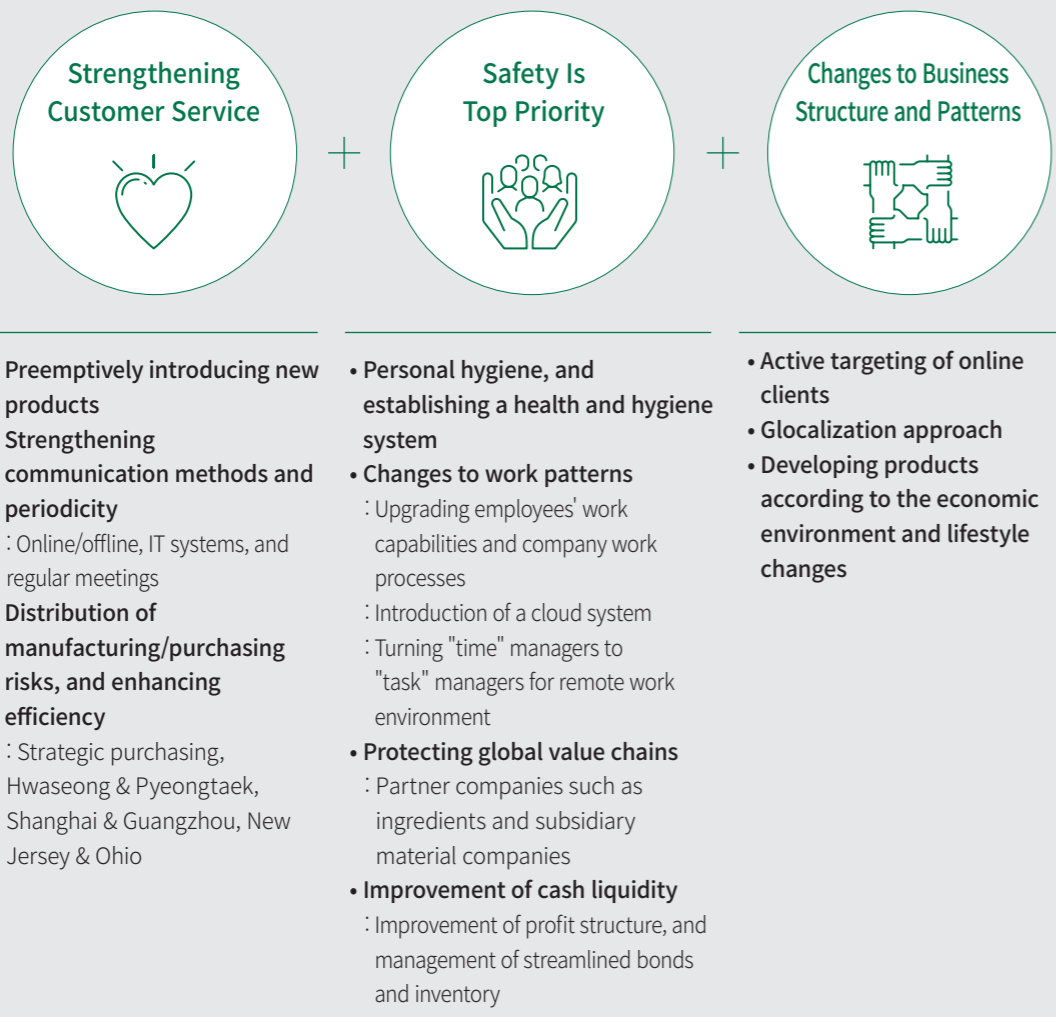 Strengthening
Customer Service
Safety Is
Top Priority
Changes to Business
Structure and Patterns
Preemptively introducing new
products
Strengthening
communication methods and
periodicity
: Online/offline, IT systems, and
regular meetings
Distribution of
manufacturing/purchasing
risks, and enhancing
efficiency
: Strategic purchasing,
Hwaseong & Pyeongtaek,
Shanghai & Guangzhou, New
Jersey & Ohio
• Personal hygiene, and
establishing a health and hygiene
system
• Changes to work patterns
: Upgrading employees' work
capabilities and company work
processes
: Introduction of a cloud system
: Turning "time" managers to
"task" managers for remote work
environment
• Protecting global value chains
: Partner companies such as
ingredients and subsidiary
material companies
• Improvement of cash liquidity
: Improvement of profit structure, and
management of streamlined bonds
and inventory
• Active targeting of online
clients
• Glocalization approach
• Developing products
according to the economic
environment and lifestyle
changes